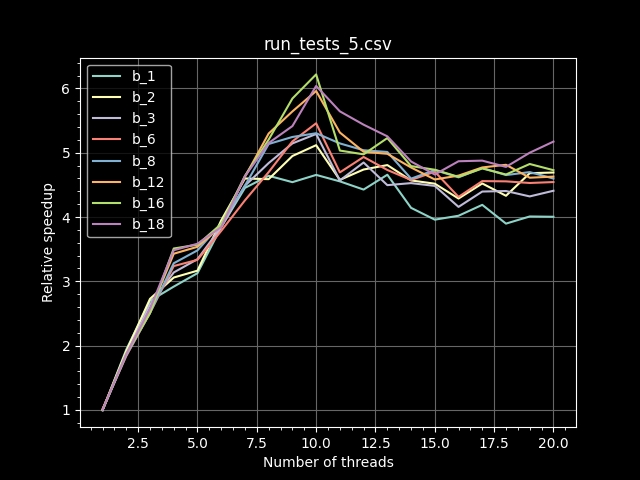 run_tests_5.csv
b_1
b_2
b_3
b_6
b_8
b_12
b_16
b_18
6
5
4
3
2
1
Relative speedup
2.5 5.0 7.5 10.0 12.5 15.0 17.5 20.0
Number of threads